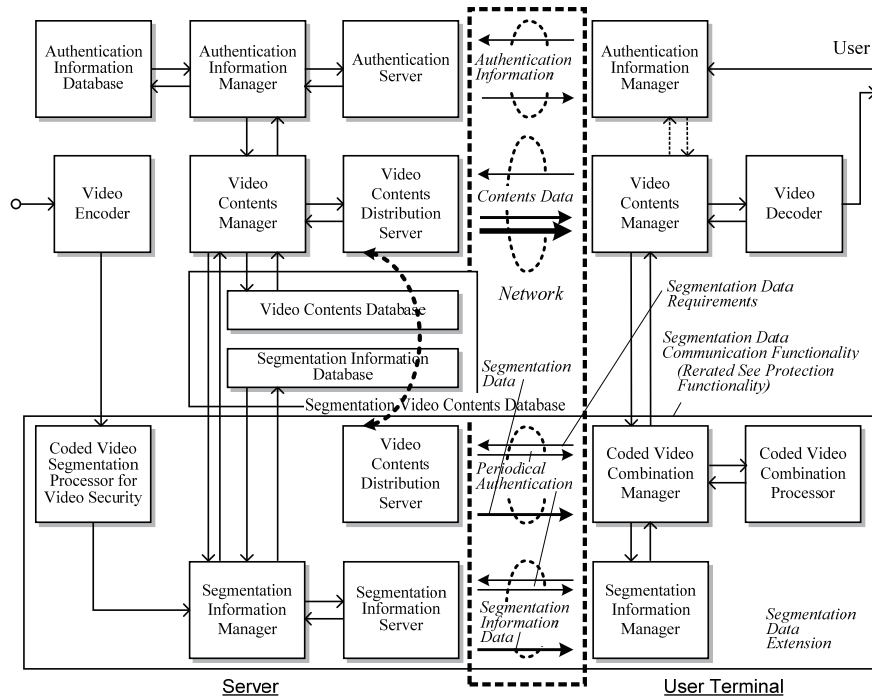 Authentication
Information
Database
Authentication
Information
Manager
Authentication
Server
Authentication
Information
Authentication
Information
Manager
User
Video
Encoder
Video
Contents
Manager
Video
Contents
Distribution
Server
Contents Data
Network
Video
Contents
Manager
Video
Decoder
Video Contents Database
Segmentation Information
Database
Segmentation Video Contents Database
Segmentation
Data
Segmentation Data
Requirements
Segmentation Data
Communication Functionality
(Rerated See Protection
Functionality)
Coded Video
Segmentation
Processor for
Video Security
Video
Contents
Distribution
Server
Periodical
Authentication
Coded Video
Combination
Manager
Coded Video
Combination
Processor
Segmentation
Information
Manager
Segmentation
Information
Server
Segmentation
Information
Data
Segmentation
Information
Manager
Segmentation
Data
Extension
Server
User Terminal